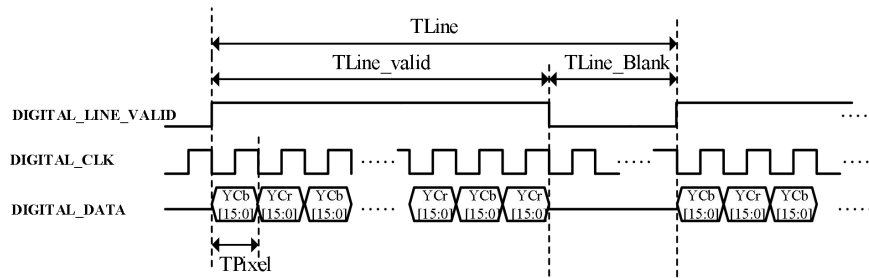 TLine
TLine_valid
TLine_Blank
DIGITAL_LINE_VALID
.....
DIGITAL_CLK
.....
.....
.....
DIGITAL_DATA
YCb
[15:0]
YCr
[15:0]
YCb
[15:0]
.....
YCr
[15:0]
YCb
[15:0]
YCr
[15:0]
YCb
[15:0]
YCr
[15:0]
YCb
[15:0]
.....
TPixel